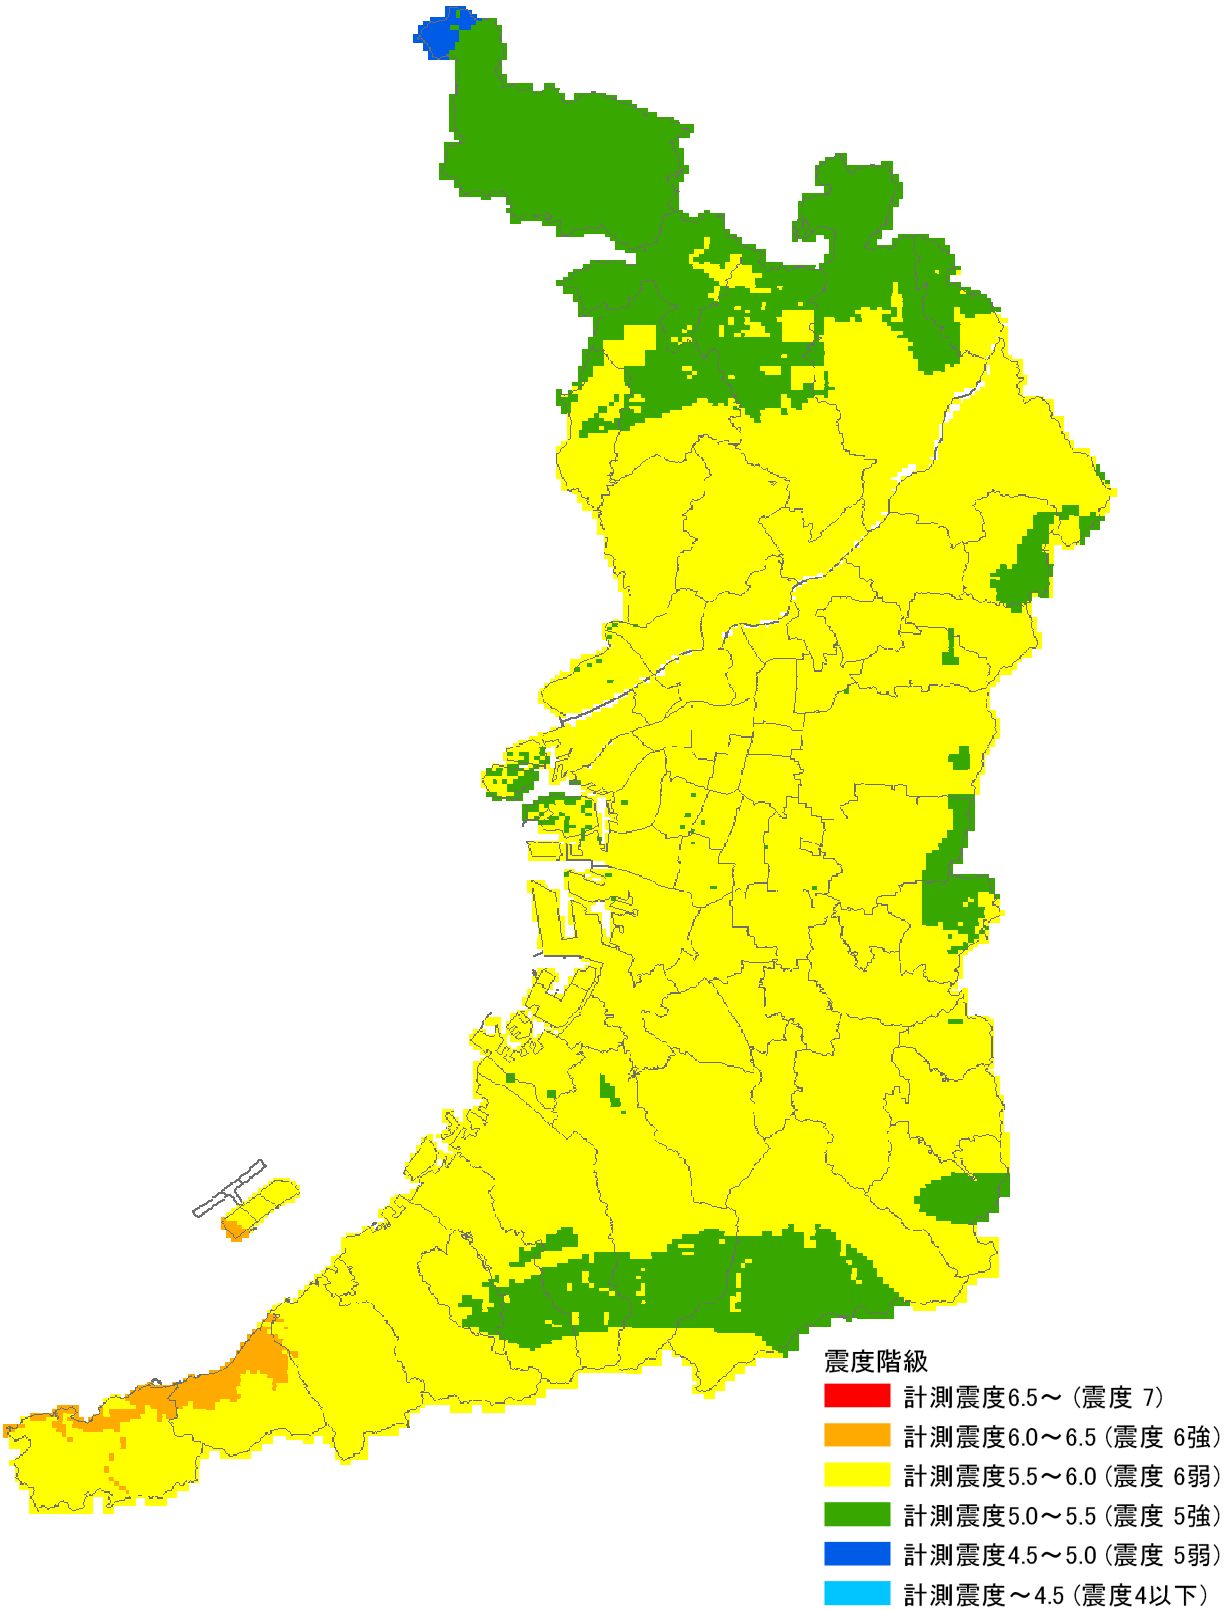 震度階級
計測震度6.5～ (震度 7)
計測震度6.0～6.5 (震度 6強)
計測震度5.5～6.0 (震度 6弱)
計測震度5.0～5.5 (震度 5強)
計測震度4.5～5.0 (震度 5弱)
計測震度～4.5 (震度4以下)